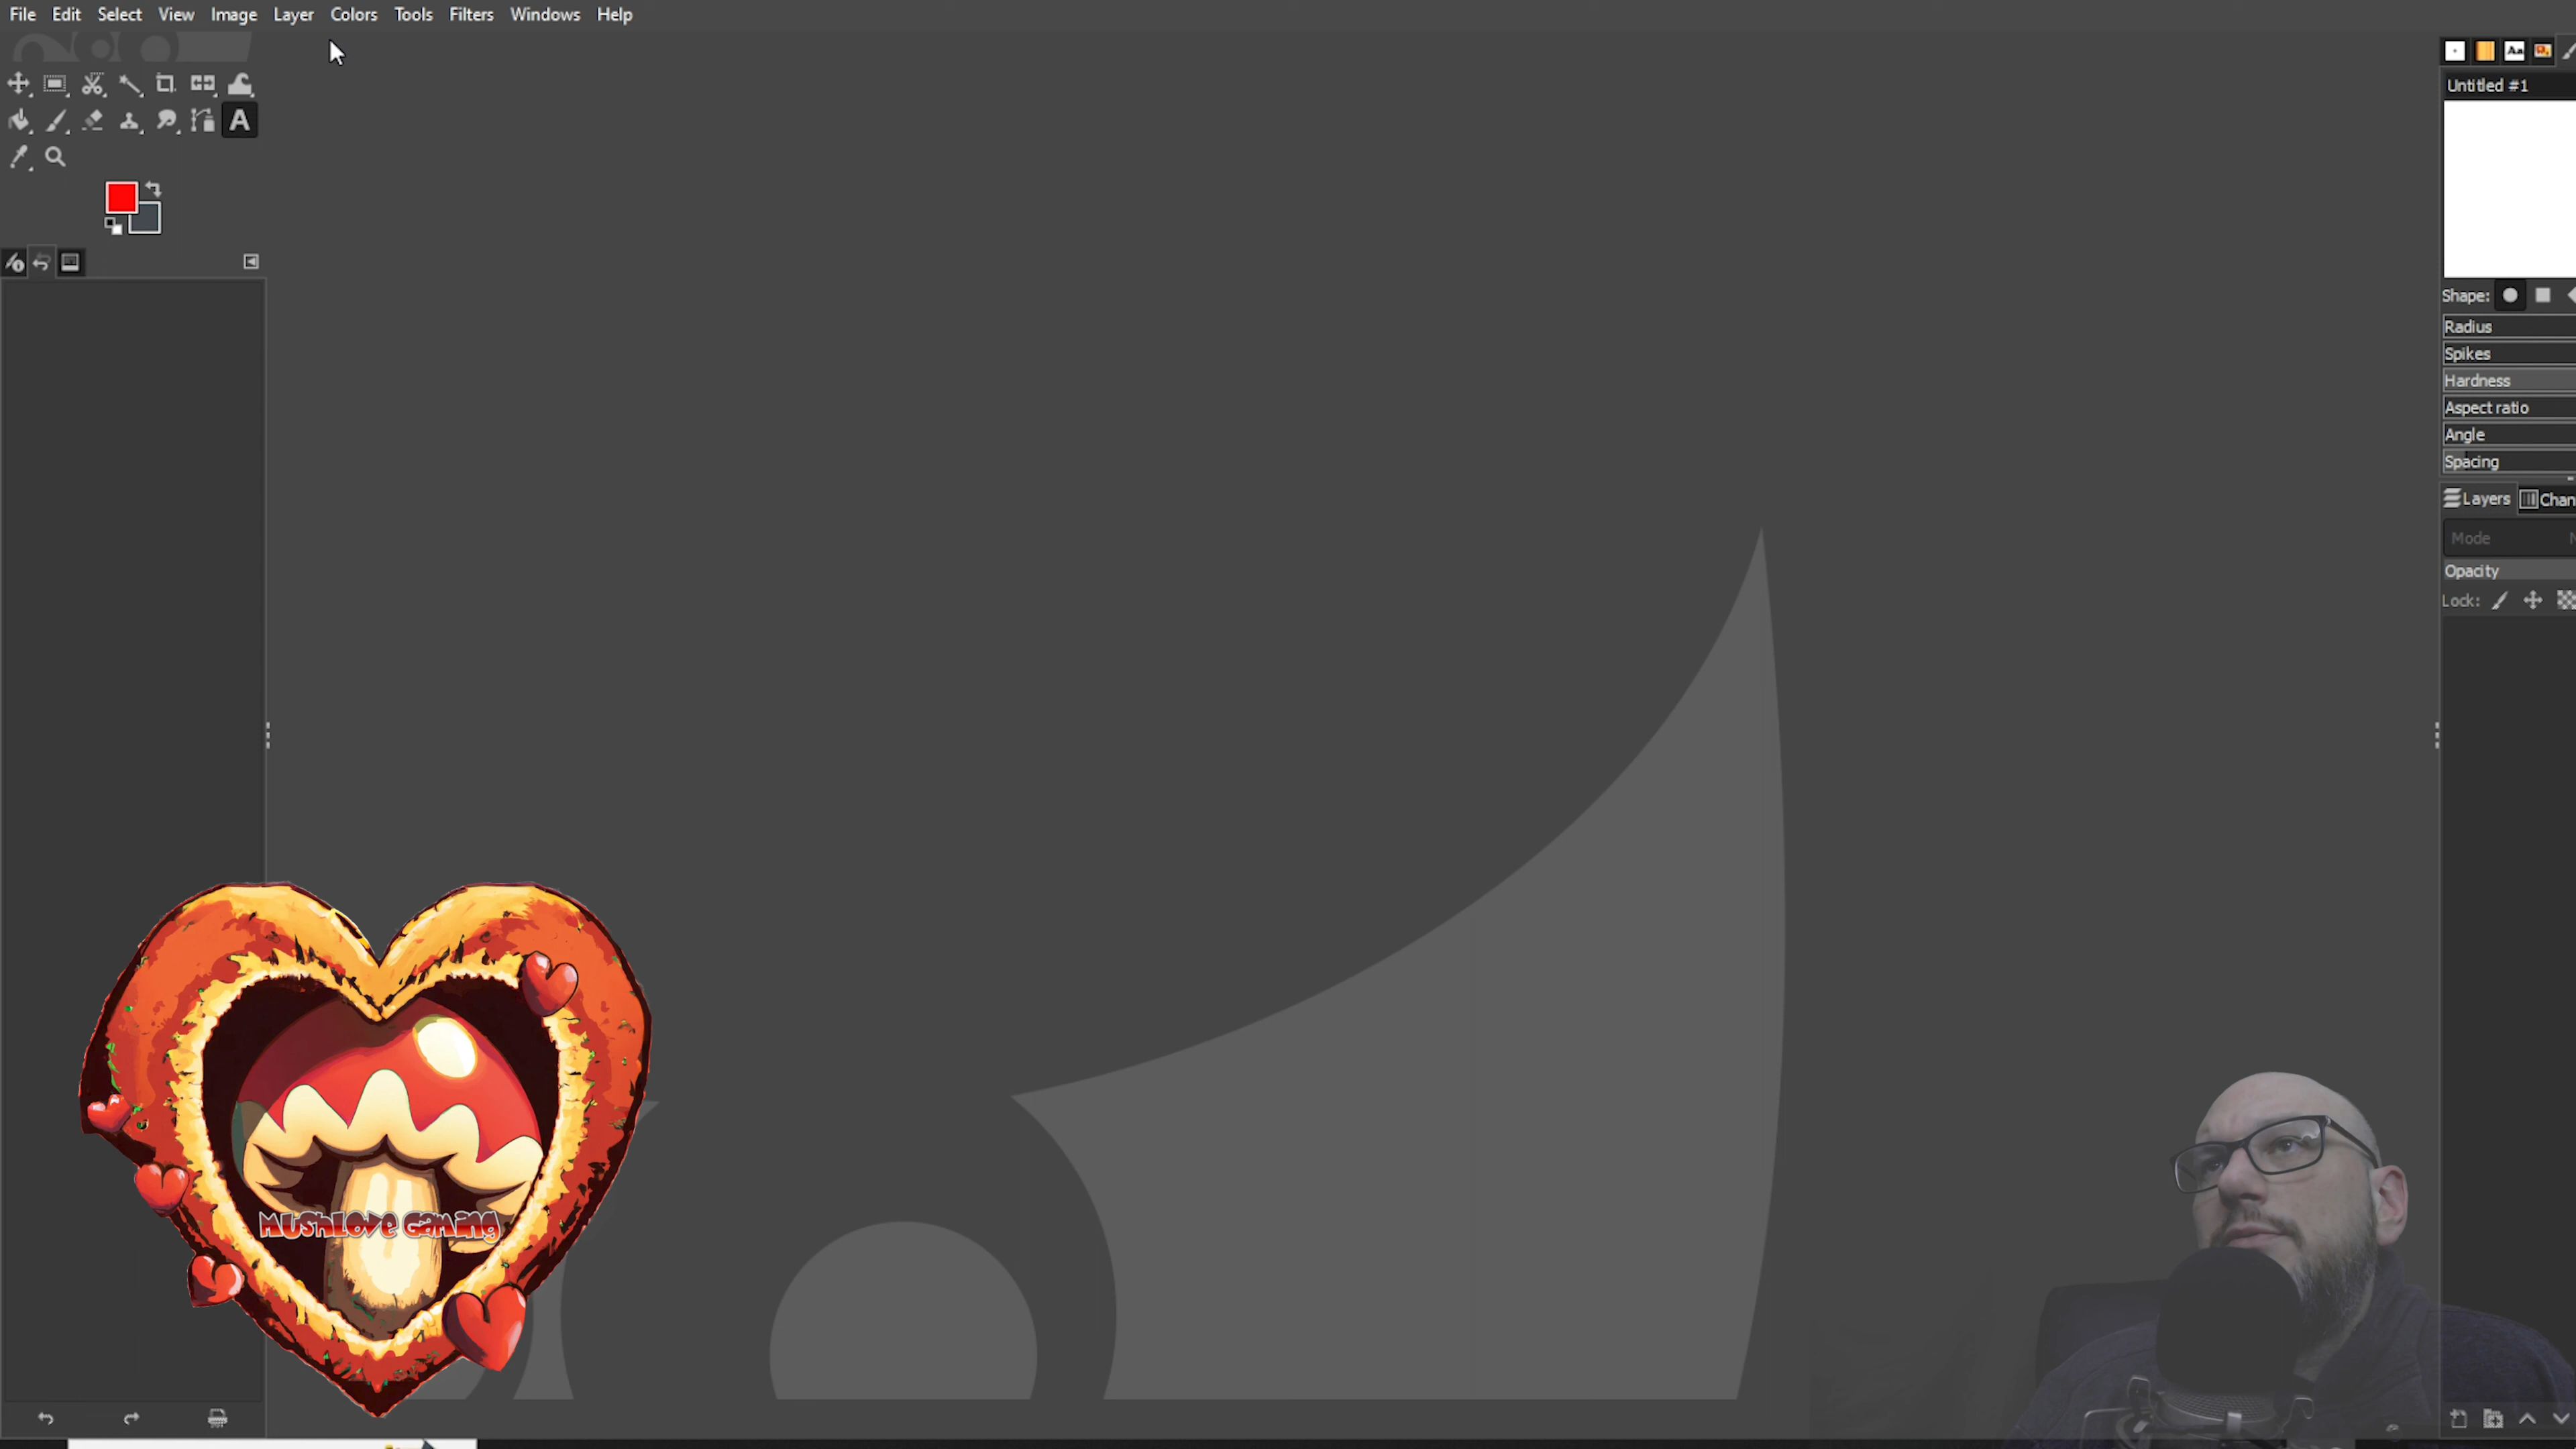 File Edit Select View Image Layer Colors Tools Filters Windows Help
A
Aa
Untitled #1
Shape:
Radius
Spikes
Hardness
Aspect ratio
Angle
Spacing
Layers
Mode
Opacity
Lock:
MushLove Gaming